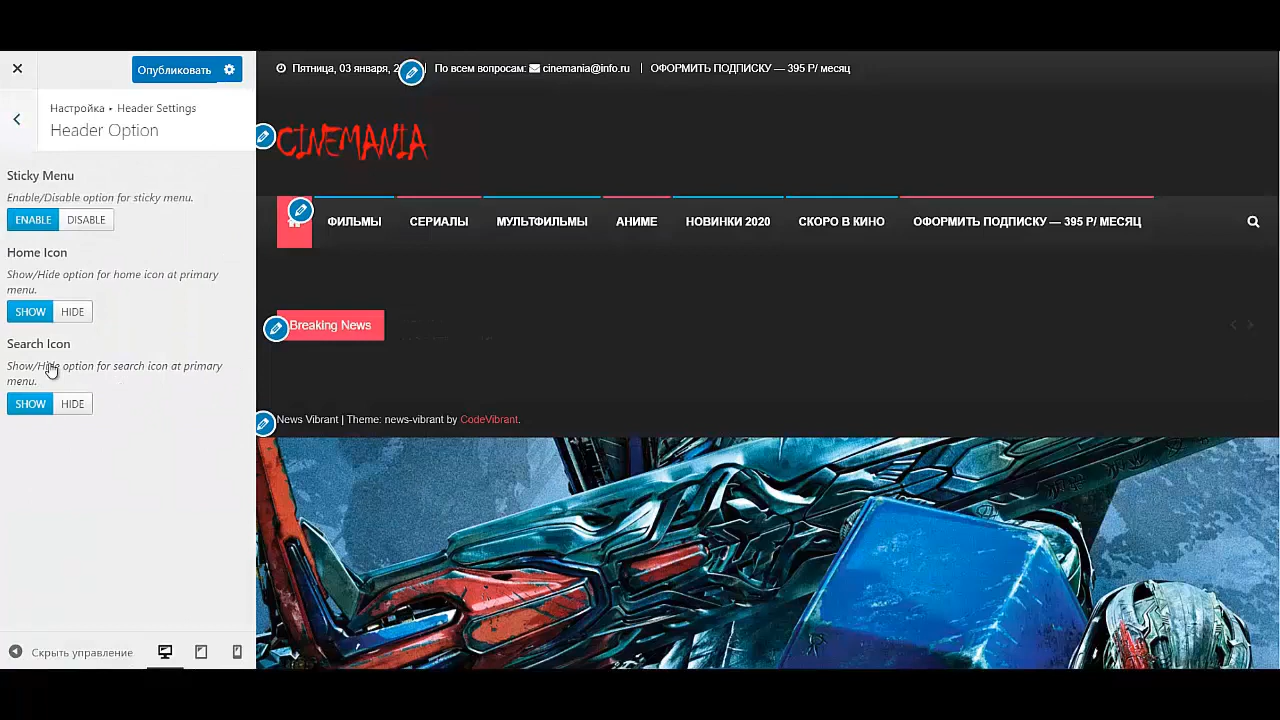 Опубликовать
Настройка ▸ Header Settings
Header Option
Sticky Menu
Enable/Disable option for sticky menu.
ENABLE DISABLE
Home Icon
Show/Hide option for home icon at primary
menu.
SHOW HIDE
Search Icon
Show/Hide option for search icon at primary
menu.
SHOW HIDE
Скрыть управление
Пятница, 03 января, | По всем вопросам: cinemania@info.ru | ОФОРМИТЬ ПОДПИСКУ — 395 Р/ месяц
CINEMANIA
ФИЛЬМЫ СЕРИАЛЫ МУЛЬТФИЛЬМЫ АНИМЕ НОВИНКИ 2020 СКОРО В КИНО ОФОРМИТЬ ПОДПИСКУ — 395 Р/ МЕСЯЦ
Breaking News
News Vibrant | Theme: news-vibrant by CodeVibrant.